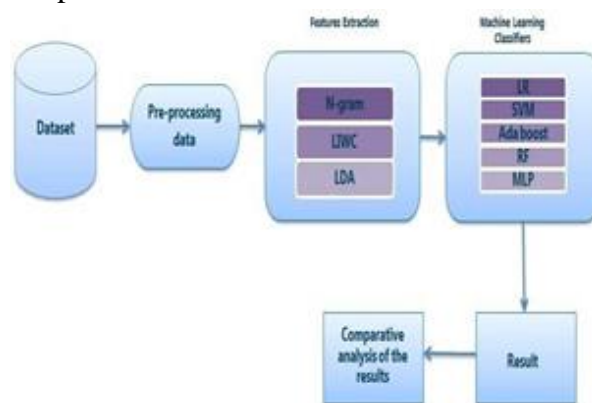 Features Extraction
Machine Learning
Classifiers
Dataset
Pre-processing
data
N-gram
LIWC
LDA
LR
SVM
Ada boost
RF
MLP
Comparative
analysis of the
results
Result